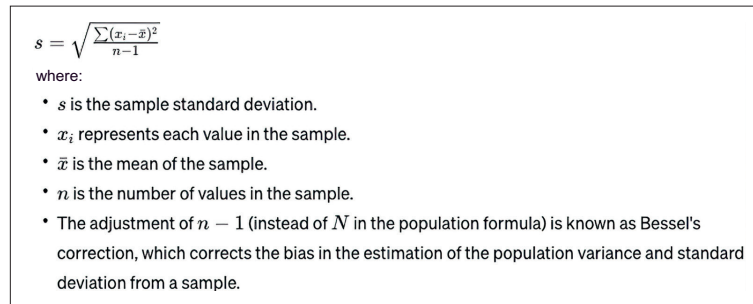 s = √(∑(xᵢ−x̄)²/(n−1))
where:
• s is the sample standard deviation.
• xᵢ represents each value in the sample.
• x̄ is the mean of the sample.
• n is the number of values in the sample.
• The adjustment of n − 1 (instead of N in the population formula) is known as Bessel's
correction, which corrects the bias in the estimation of the population variance and standard
deviation from a sample.